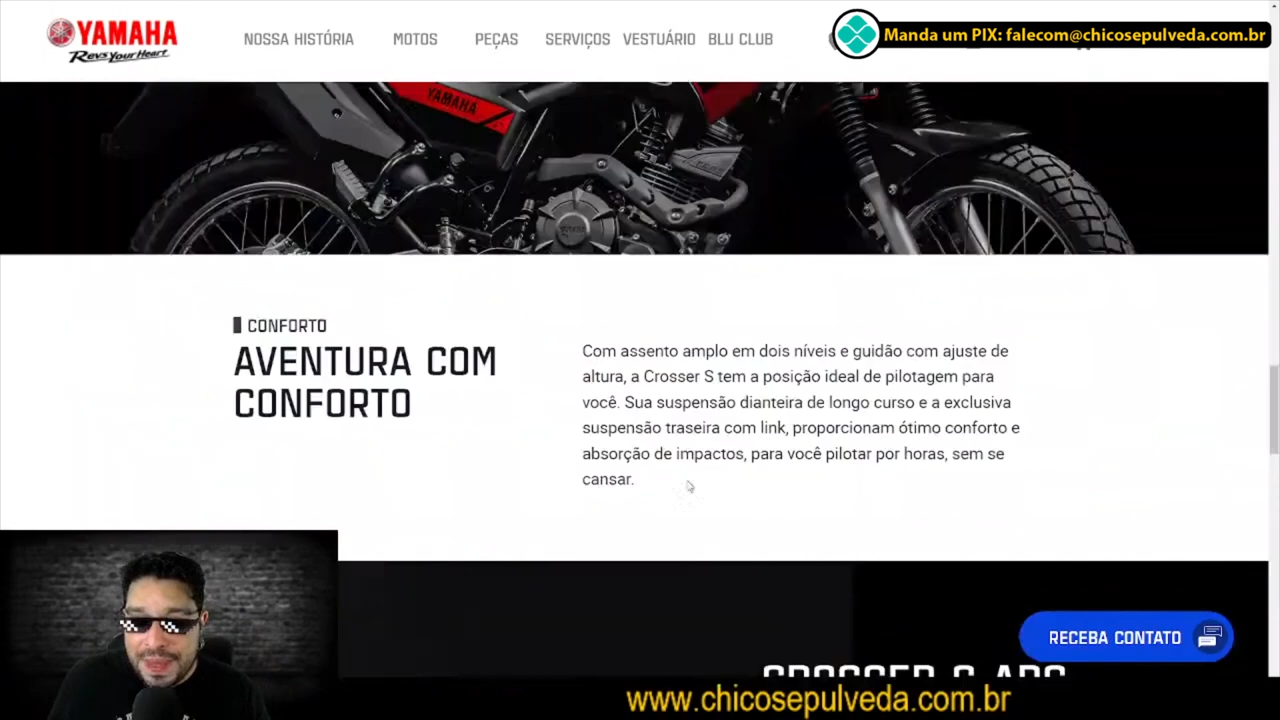 YAMAHA
Revs Your Heart
NOSSA HISTÓRIA
MOTOS
PEÇAS
SERVIÇOS
VESTUÁRIO
BLU CLUB
Manda um PIX: falecom@chicosepulveda.com.br
YAMAHA
CONFORTO
AVENTURA COM
CONFORTO
Com assento amplo em dois níveis e guidão com ajuste de
altura, a Crosser S tem a posição ideal de pilotagem para
você. Sua suspensão dianteira de longo curso e a exclusiva
suspensão traseira com link, proporcionam ótimo conforto e
absorção de impactos, para você pilotar por horas, sem se
cansar.
RECEBA CONTATO
CROSSER S ABS
www.chicosepulveda.com.br